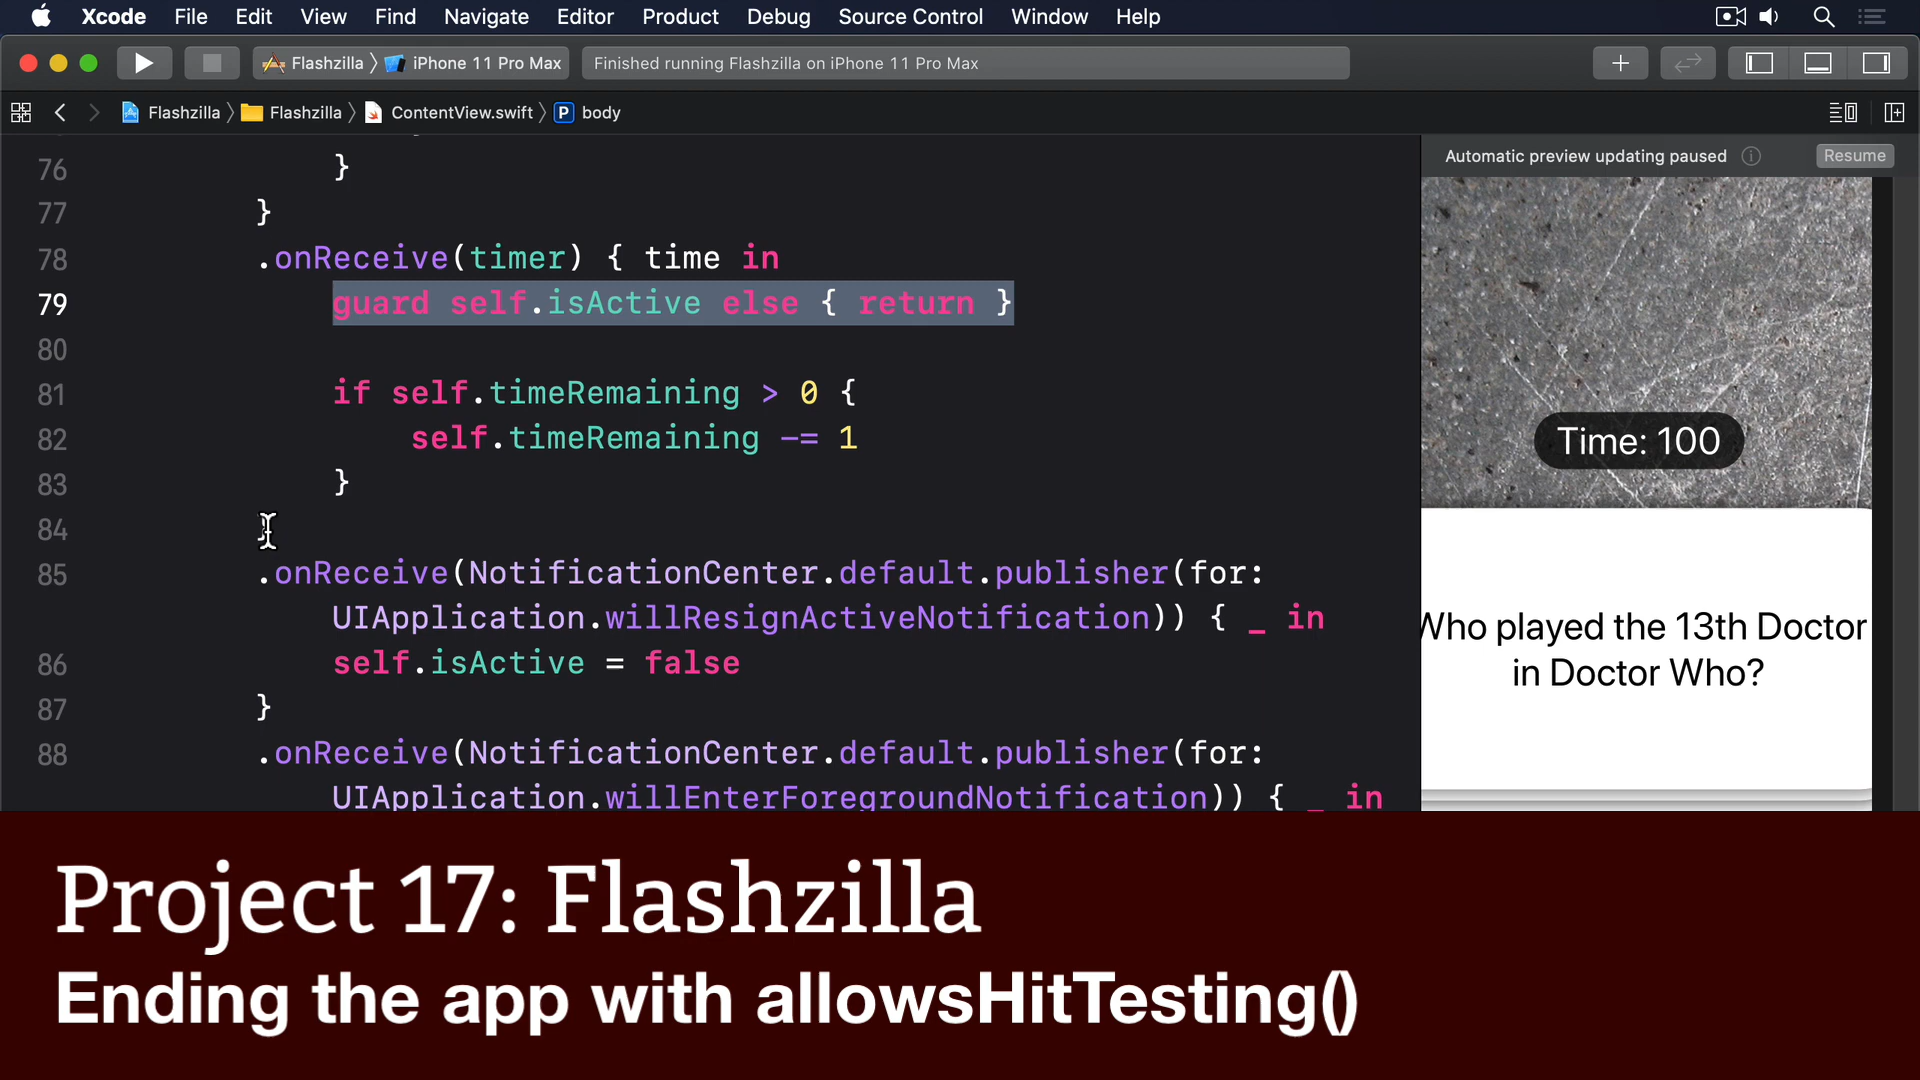 Xcode File Edit View Find Navigate Editor Product Debug Source Control Window Help
Flashzilla iPhone 11 Pro Max Finished running Flashzilla on iPhone 11 Pro Max
Flashzilla Flashzilla ContentView.swift P body
Automatic preview updating paused Resume
76 }
77 }
78 .onReceive(timer) { time in
79 guard self.isActive else { return }
80
81 if self.timeRemaining > 0 {
82 self.timeRemaining -= 1
83 }
84 }
85 .onReceive(NotificationCenter.default.publisher(for:
UIApplication.willResignActiveNotification)) { _ in
86 self.isActive = false
87 }
88 .onReceive(NotificationCenter.default.publisher(for:
UIApplication.willEnterForegroundNotification)) { _ in
Time: 100
Who played the 13th Doctor
in Doctor Who?
Project 17: Flashzilla
Ending the app with allowsHitTesting()